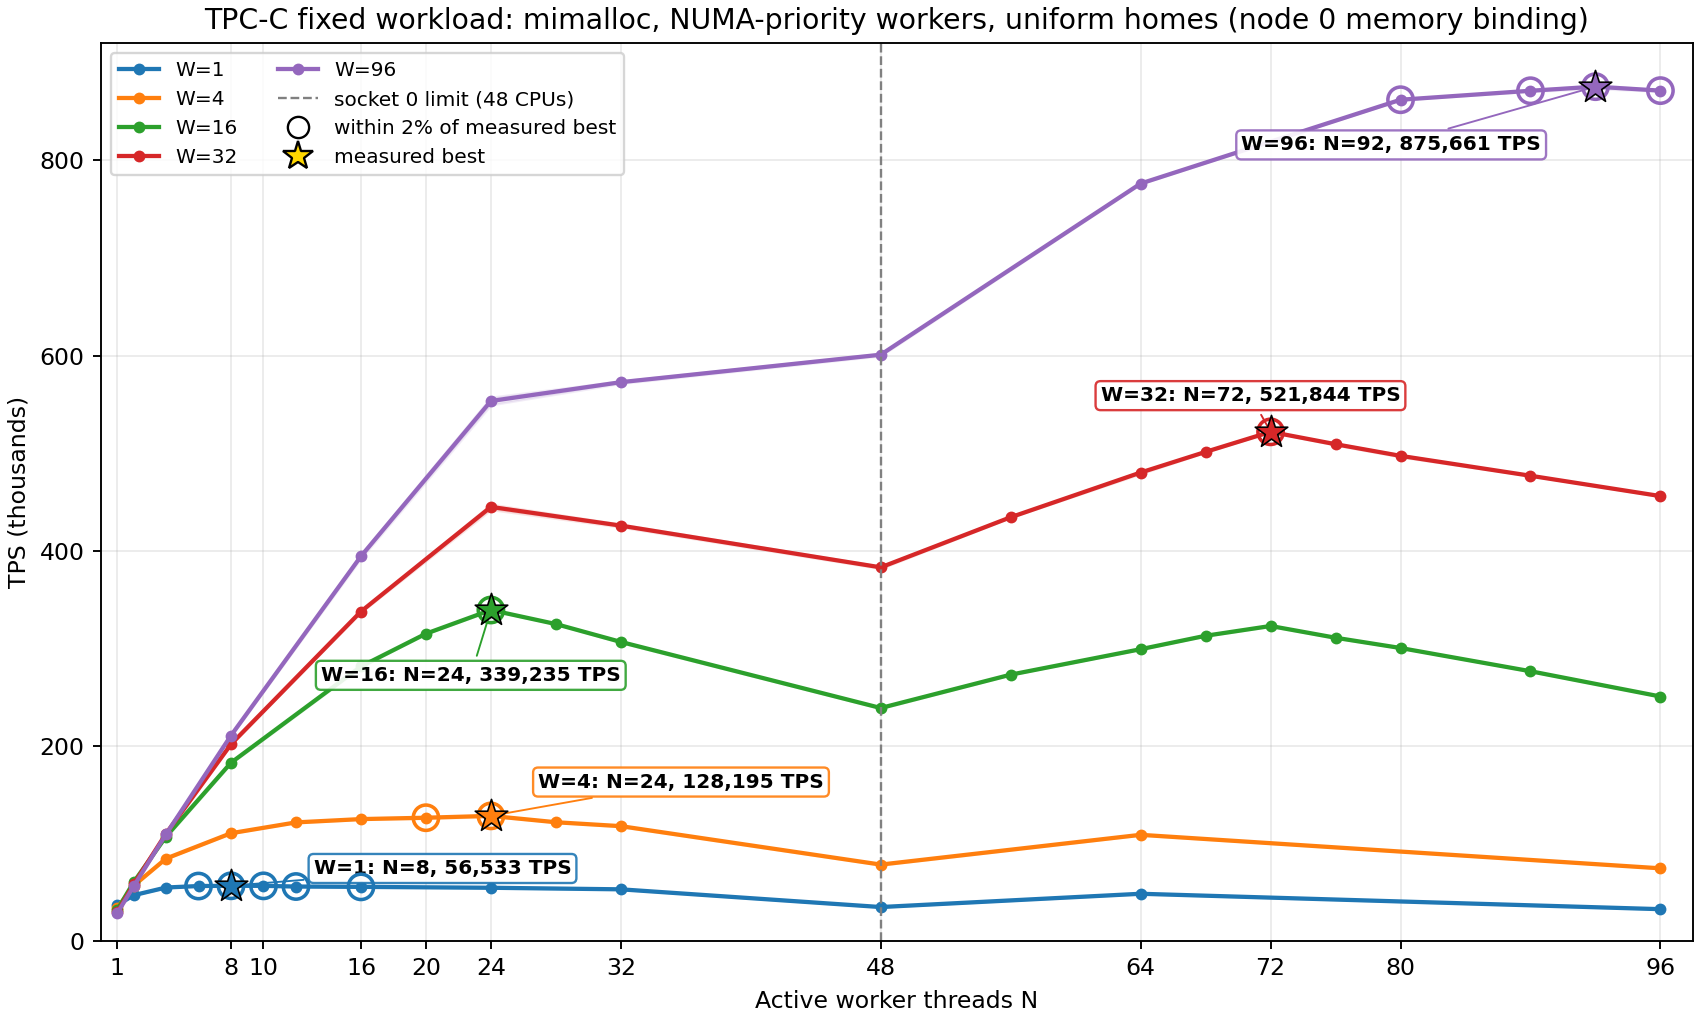 TPC-C fixed workload: mimalloc, NUMA-priority workers, uniform homes (node 0 memory binding)
W=1
W=4
W=16
W=32
W=96
socket 0 limit (48 CPUs)
within 2% of measured best
measured best
W=96: N=92, 875,661 TPS
W=32: N=72, 521,844 TPS
W=16: N=24, 339,235 TPS
W=4: N=24, 128,195 TPS
W=1: N=8, 56,533 TPS
TPS (thousands)
800
600
400
200
0
1 8 10 16 20 24 32 48 64 72 80 96
Active worker threads N